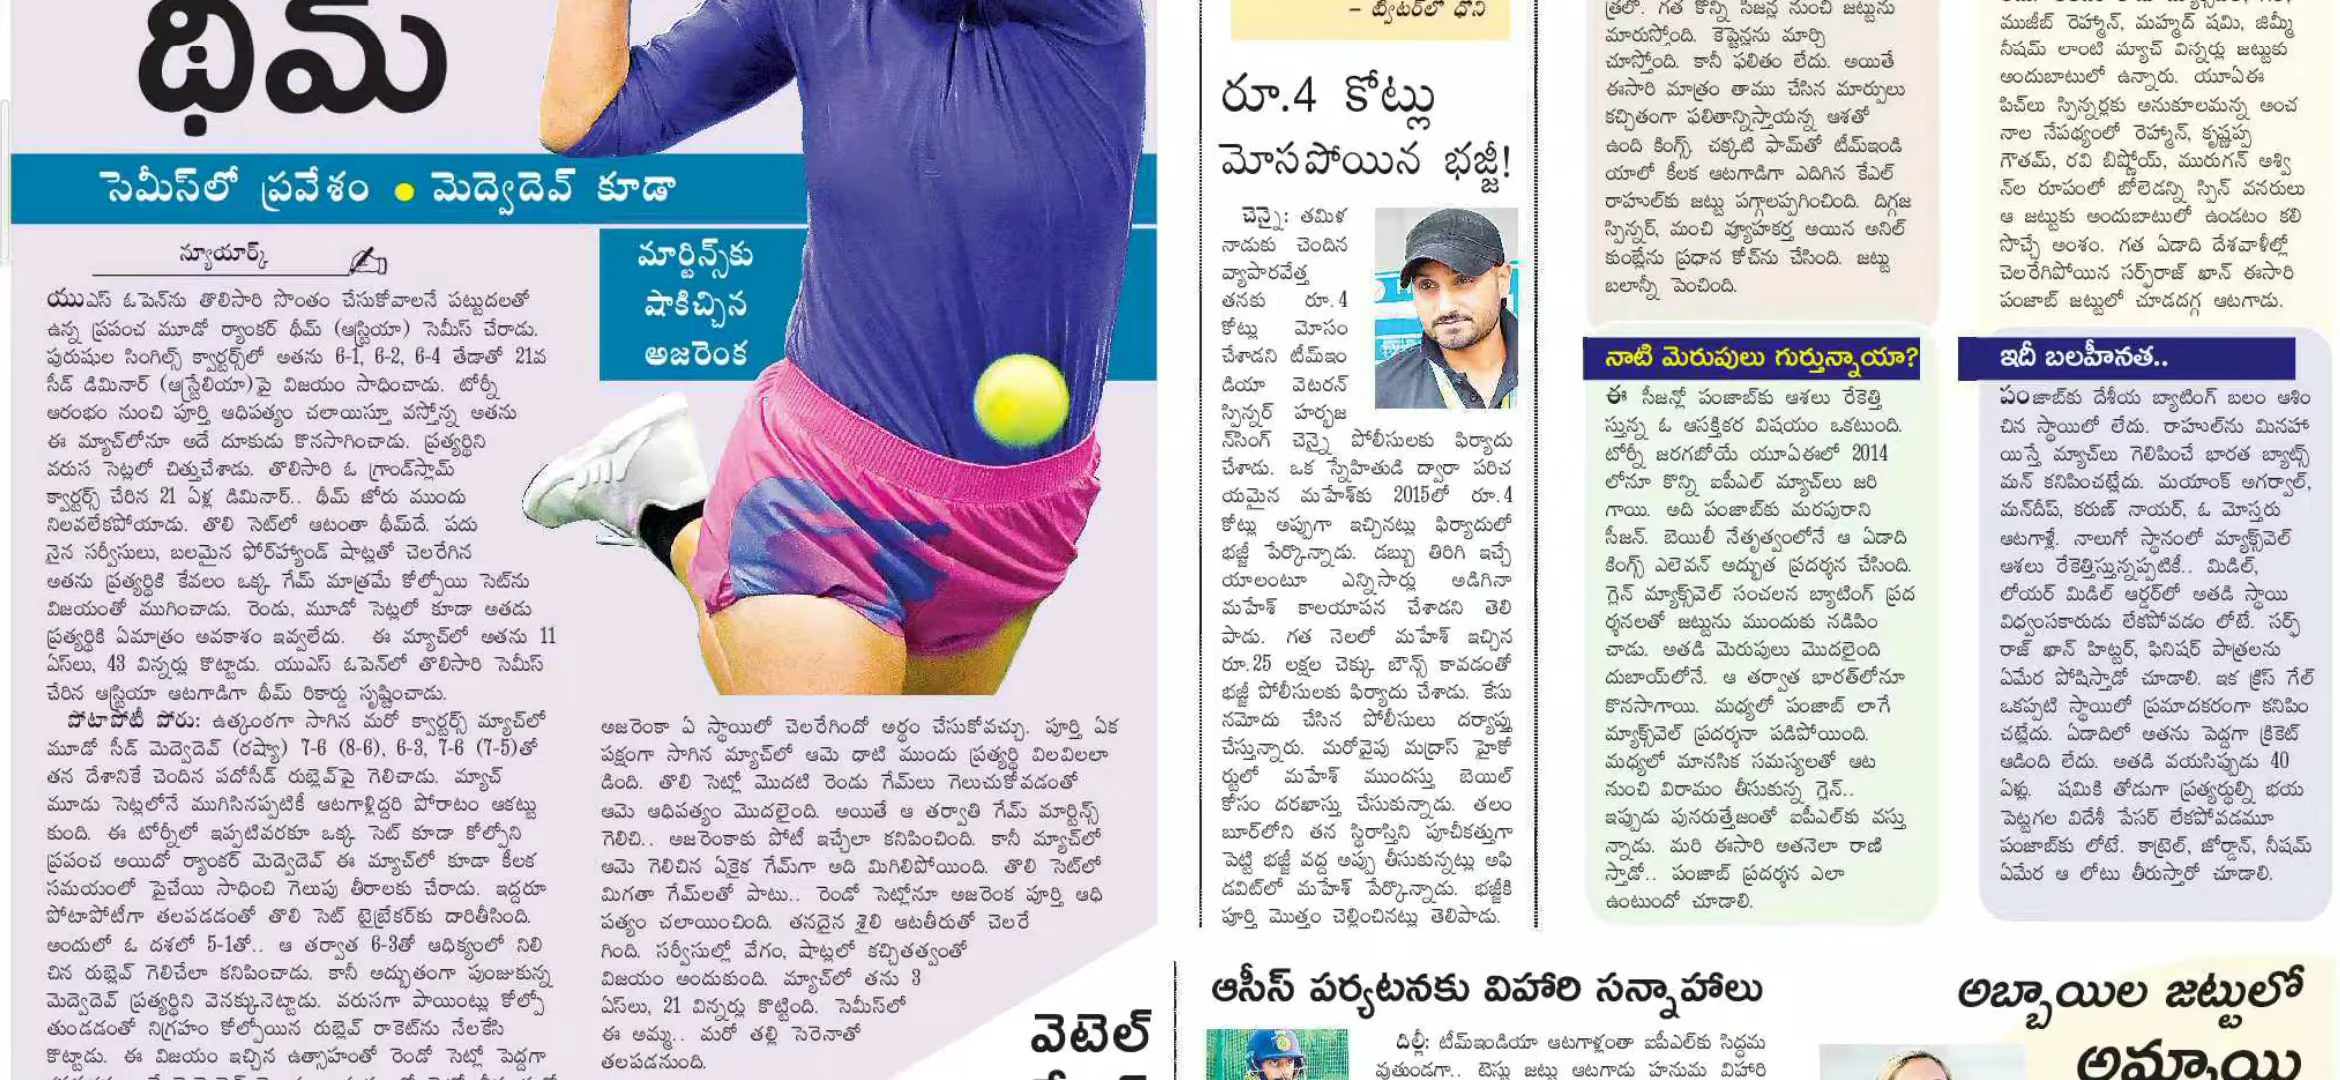 థీమ్
సెమీస్‌లో ప్రవేశం ● మెద్వెదెవ్ కూడా
మార్టిన్స్‌కు
షాకిచ్చిన
అజరెంక
న్యూయార్క్
యుఎస్ ఓపెన్‌ను తొలిసారి సొంతం చేసుకోవాలనే పట్టుదలతో
ఉన్న ప్రపంచ మూడో ర్యాంకర్ థీమ్ (ఆస్ట్రియా) సెమీస్ చేరాడు.
పురుషుల సింగిల్స్ క్వార్టర్స్‌లో అతను 6-1, 6-2, 6-4 తేడాతో 21వ
సీడ్ డిమినార్ (ఆస్ట్రేలియా)పై విజయం సాధించాడు. టోర్నీ
ఆరంభం నుంచి పూర్తి ఆధిపత్యం చలాయిస్తూ వస్తోన్న అతను
ఈ మ్యాచ్‌లోనూ అదే దూకుడు కొనసాగించాడు. ప్రత్యర్థిని
వరుస సెట్లలో చిత్తుచేశాడు. తొలిసారి ఓ గ్రాండ్‌స్లామ్
క్వార్టర్స్ చేరిన 21 ఏళ్ల డిమినార్.. థీమ్ జోరు ముందు
నిలవలేకపోయాడు. తొలి సెట్‌లో ఆటంతా థీమ్‌దే. పదు
నైన సర్వీసులు, బలమైన ఫోర్‌హ్యాండ్ షాట్లతో చెలరేగిన
అతను ప్రత్యర్థికి కేవలం ఒక్క గేమ్ మాత్రమే కోల్పోయి సెట్‌ను
విజయంతో ముగించాడు. రెండు, మూడో సెట్లలో కూడా అతడు
ప్రత్యర్థికి ఏమాత్రం అవకాశం ఇవ్వలేదు. ఈ మ్యాచ్‌లో అతను 11
ఏస్‌లు, 43 విన్నర్లు కొట్టాడు. యుఎస్ ఓపెన్‌లో తొలిసారి సెమీస్
చేరిన ఆస్ట్రియా ఆటగాడిగా థీమ్ రికార్డు సృష్టించాడు.
పోటాపోటీ పోరు: ఉత్కంఠగా సాగిన మరో క్వార్టర్స్ మ్యాచ్‌లో
మూడో సీడ్ మెద్వెదెవ్ (రష్యా) 7-6 (8-6), 6-3, 7-6 (7-5)తో
తన దేశానికే చెందిన పదోసీడ్ రుబ్లెవ్‌పై గెలిచాడు. మ్యాచ్
మూడు సెట్లలోనే ముగిసినప్పటికీ ఆటగాళ్లిద్దరి పోరాటం ఆకట్టు
కుంది. ఈ టోర్నీలో ఇప్పటివరకూ ఒక్క సెట్ కూడా కోల్పోని
ప్రపంచ అయిదో ర్యాంకర్ మెద్వెదెవ్ ఈ మ్యాచ్‌లో కూడా కీలక
సమయంలో పైచేయి సాధించి గెలుపు తీరాలకు చేరాడు. ఇద్దరూ
పోటాపోటీగా తలపడడంతో తొలి సెట్ టైబ్రేకర్‌కు దారితీసింది.
అందులో ఓ దశలో 5-1తో.. ఆ తర్వాత 6-3తో ఆధిక్యంలో నిలి
చిన రుబ్లెవ్ గెలిచేలా కనిపించాడు. కానీ అద్భుతంగా పుంజుకున్న
మెద్వెదెవ్ ప్రత్యర్థిని వెనక్కునెట్టాడు. వరుసగా పాయింట్లు కోల్పో
తుండడంతో నిగ్రహం కోల్పోయిన రుబ్లెవ్ రాకెట్‌ను నేలకేసి
కొట్టాడు. ఈ విజయం ఇచ్చిన ఉత్సాహంతో రెండో సెట్లో పెద్దగా
అజరెంకా ఏ స్థాయిలో చెలరేగిందో అర్థం చేసుకోవచ్చు. పూర్తి ఏక
పక్షంగా సాగిన మ్యాచ్‌లో ఆమె ధాటి ముందు ప్రత్యర్థి విలవిలలా
డింది. తొలి సెట్లో మొదటి రెండు గేమ్‌లు గెలుచుకోవడంతో
ఆమె ఆధిపత్యం మొదలైంది. అయితే ఆ తర్వాతి గేమ్ మార్టిన్స్
గెలిచి.. అజరెంకాకు పోటీ ఇచ్చేలా కనిపించింది. కానీ మ్యాచ్‌లో
ఆమె గెలిచిన ఏకైక గేమ్‌గా అది మిగిలిపోయింది. తొలి సెట్‌లో
మిగతా గేమ్‌లతో పాటు.. రెండో సెట్లోనూ అజరెంక పూర్తి ఆధి
పత్యం చలాయించింది. తనదైన శైలి ఆటతీరుతో చెలరే
గింది. సర్వీసుల్లో వేగం, షాట్లలో కచ్చితత్వంతో
విజయం అందుకుంది. మ్యాచ్‌లో తను 3
ఏస్‌లు, 21 విన్నర్లు కొట్టింది. సెమీస్‌లో
ఈ అమ్మ.. మరో తల్లి సెరెనాతో
తలపడనుంది.
వెటెల్
– ట్విటర్‌లో ధోని
రూ.4 కోట్లు
మోసపోయిన భజ్జీ!
చెన్నై: తమిళ
నాడుకు చెందిన
వ్యాపారవేత్త
తనకు రూ.4
కోట్లు మోసం
చేశాడని టీమ్‌ఇం
డియా వెటరన్
స్పిన్నర్ హర్భజ
న్‌సింగ్ చెన్నై పోలీసులకు ఫిర్యాదు
చేశాడు. ఒక స్నేహితుడి ద్వారా పరిచ
యమైన మహేశ్‌కు 2015లో రూ.4
కోట్లు అప్పుగా ఇచ్చినట్లు ఫిర్యాదులో
భజ్జీ పేర్కొన్నాడు. డబ్బు తిరిగి ఇచ్చే
యాలంటూ ఎన్నిసార్లు అడిగినా
మహేశ్ కాలయాపన చేశాడని తెలి
పాడు. గత నెలలో మహేశ్ ఇచ్చిన
రూ.25 లక్షల చెక్కు బౌన్స్ కావడంతో
భజ్జీ పోలీసులకు ఫిర్యాదు చేశాడు. కేసు
నమోదు చేసిన పోలీసులు దర్యాప్తు
చేస్తున్నారు. మరోవైపు మద్రాస్ హైకో
ర్టులో మహేశ్ ముందస్తు బెయిల్
కోసం దరఖాస్తు చేసుకున్నాడు. తలం
బూర్‌లోని తన స్థిరాస్తిని పూచీకత్తుగా
పెట్టి భజ్జీ వద్ద అప్పు తీసుకున్నట్లు అఫి
డవిట్‌లో మహేశ్ పేర్కొన్నాడు. భజ్జీకి
పూర్తి మొత్తం చెల్లించినట్లు తెలిపాడు.
త్రలో. గత కొన్ని సీజన్ల నుంచి జట్టును
మారుస్తోంది. కెప్టెన్లను మార్చి
చూస్తోంది. కానీ ఫలితం లేదు. అయితే
ఈసారి మాత్రం తాము చేసిన మార్పులు
కచ్చితంగా ఫలితాన్నిస్తాయన్న ఆశతో
ఉంది కింగ్స్. చక్కటి ఫామ్‌తో టీమ్‌ఇండి
యాలో కీలక ఆటగాడిగా ఎదిగిన కేఎల్
రాహుల్‌కు జట్టు పగ్గాలప్పగించింది. దిగ్గజ
స్పిన్నర్, మంచి వ్యూహకర్త అయిన అనిల్
కుంబ్లేను ప్రధాన కోచ్‌ను చేసింది. జట్టు
బలాన్నీ పెంచింది.
నాటి మెరుపులు గుర్తున్నాయా?
ఈ సీజన్లో పంజాబ్‌కు ఆశలు రేకెత్తి
స్తున్న ఓ ఆసక్తికర విషయం ఒకటుంది.
టోర్నీ జరగబోయే యూఏఈలో 2014
లోనూ కొన్ని ఐపీఎల్ మ్యాచ్‌లు జరి
గాయి. అది పంజాబ్‌కు మరపురాని
సీజన్. బెయిలీ నేతృత్వంలోనే ఆ ఏడాది
కింగ్స్ ఎలెవన్ అద్భుత ప్రదర్శన చేసింది.
గ్లెన్ మ్యాక్స్‌వెల్ సంచలన బ్యాటింగ్ ప్రద
ర్శనలతో జట్టును ముందుకు నడిపిం
చాడు. అతడి మెరుపులు మొదలైంది
దుబాయ్‌లోనే. ఆ తర్వాత భారత్‌లోనూ
కొనసాగాయి. మధ్యలో పంజాబ్ లాగే
మ్యాక్స్‌వెల్ ప్రదర్శనా పడిపోయింది.
మధ్యలో మానసిక సమస్యలతో ఆట
నుంచి విరామం తీసుకున్న గ్లెన్..
ఇప్పుడు పునరుత్తేజంతో ఐపీఎల్‌కు వస్తు
న్నాడు. మరి ఈసారి అతనెలా రాణి
స్తాడో.. పంజాబ్ ప్రదర్శన ఎలా
ఉంటుందో చూడాలి.
ముజీబ్ రెహ్మాన్, మహ్మద్ షమి, జిమ్మీ
నీషమ్ లాంటి మ్యాచ్ విన్నర్లు జట్టుకు
అందుబాటులో ఉన్నారు. యూఏఈ
పిచ్‌లు స్పిన్నర్లకు అనుకూలమన్న అంచ
నాల నేపథ్యంలో రెహ్మాన్, కృష్ణప్ప
గౌతమ్, రవి బిష్ణోయ్, మురుగన్ అశ్వి
న్‌ల రూపంలో బోలెడన్ని స్పిన్ వనరులు
ఆ జట్టుకు అందుబాటులో ఉండటం కలి
సొచ్చే అంశం. గత ఏడాది దేశవాళీల్లో
చెలరేగిపోయిన సర్ఫ్‌రాజ్ ఖాన్ ఈసారి
పంజాబ్ జట్టులో చూడదగ్గ ఆటగాడు.
ఇదీ బలహీనత..
పంజాబ్‌కు దేశీయ బ్యాటింగ్ బలం ఆశిం
చిన స్థాయిలో లేదు. రాహుల్‌ను మినహా
యిస్తే మ్యాచ్‌లు గెలిపించే భారత బ్యాట్స్
మన్ కనిపించట్లేదు. మయాంక్ అగర్వాల్,
మన్‌దీప్, కరుణ్ నాయర్, ఓ మోస్తరు
ఆటగాళ్లే. నాలుగో స్థానంలో మ్యాక్స్‌వెల్
ఆశలు రేకెత్తిస్తున్నప్పటికీ.. మిడిల్,
లోయర్ మిడిల్ ఆర్డర్‌లో అతడి స్థాయి
విధ్వంసకారుడు లేకపోవడం లోటే. సర్ఫ్
రాజ్ ఖాన్ హిట్టర్, ఫినిషర్ పాత్రలను
ఏమేర పోషిస్తాడో చూడాలి. ఇక క్రిస్ గేల్
ఒకప్పటి స్థాయిలో ప్రమాదకరంగా కనిపిం
చట్లేదు. ఏడాదిలో అతను పెద్దగా క్రికెట్
ఆడింది లేదు. అతడి వయసిప్పుడు 40
ఏళ్లు. షమికి తోడుగా ప్రత్యర్థుల్ని భయ
పెట్టగల విదేశీ పేసర్ లేకపోవడమూ
పంజాబ్‌కు లోటే. కాట్రెల్, జోర్డాన్, నీషమ్
ఏమేర ఆ లోటు తీరుస్తారో చూడాలి.
ఆసీస్ పర్యటనకు విహారి సన్నాహాలు
దిల్లీ: టీమ్‌ఇండియా ఆటగాళ్లంతా ఐపీఎల్‌కు సిద్ధమ
వుతుండగా.. టెస్టు జట్టు ఆటగాడు హనుమ విహారి
అబ్బాయిల జట్టులో
అమ్మాయి